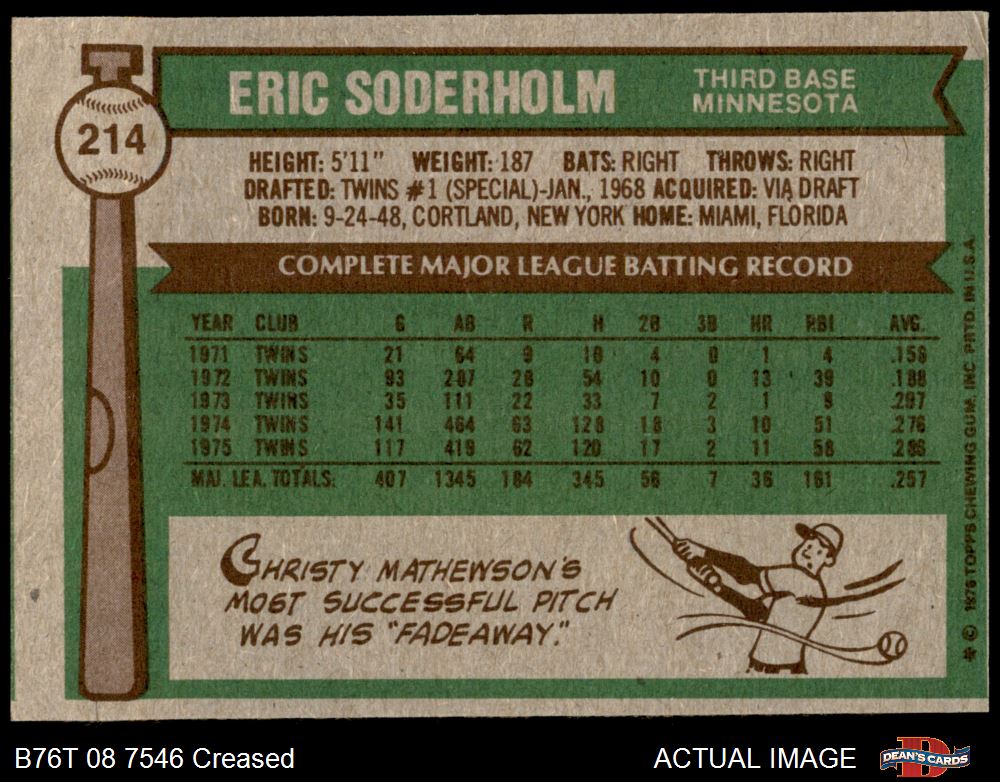 214
ERIC SODERHOLM
THIRD BASE
MINNESOTA
HEIGHT: 5'11" WEIGHT: 187 BATS: RIGHT THROWS: RIGHT
DRAFTED: TWINS #1 (SPECIAL)-JAN., 1968 ACQUIRED: VIA DRAFT
BORN: 9-24-48, CORTLAND, NEW YORK HOME: MIAMI, FLORIDA
COMPLETE MAJOR LEAGUE BATTING RECORD
YEAR CLUB G AB R H 2B 3B HR RBI AVG.
1971 TWINS 21 64 9 10 4 0 1 4 .156
1972 TWINS 93 287 28 54 10 0 13 39 .188
1973 TWINS 35 111 22 33 7 2 1 9 .297
1974 TWINS 141 464 63 128 18 3 10 51 .276
1975 TWINS 117 419 62 120 17 2 11 58 .286
MAJ. LEA. TOTALS: 407 1345 184 345 56 7 36 161 .257
CHRISTY MATHEWSON'S
MOST SUCCESSFUL PITCH
WAS HIS "FADEAWAY."
* © 1976 TOPPS CHEWING GUM, INC. PRTD. IN U.S.A.
B76T 08 7546 Creased
ACTUAL IMAGE
DEAN'S CARDS